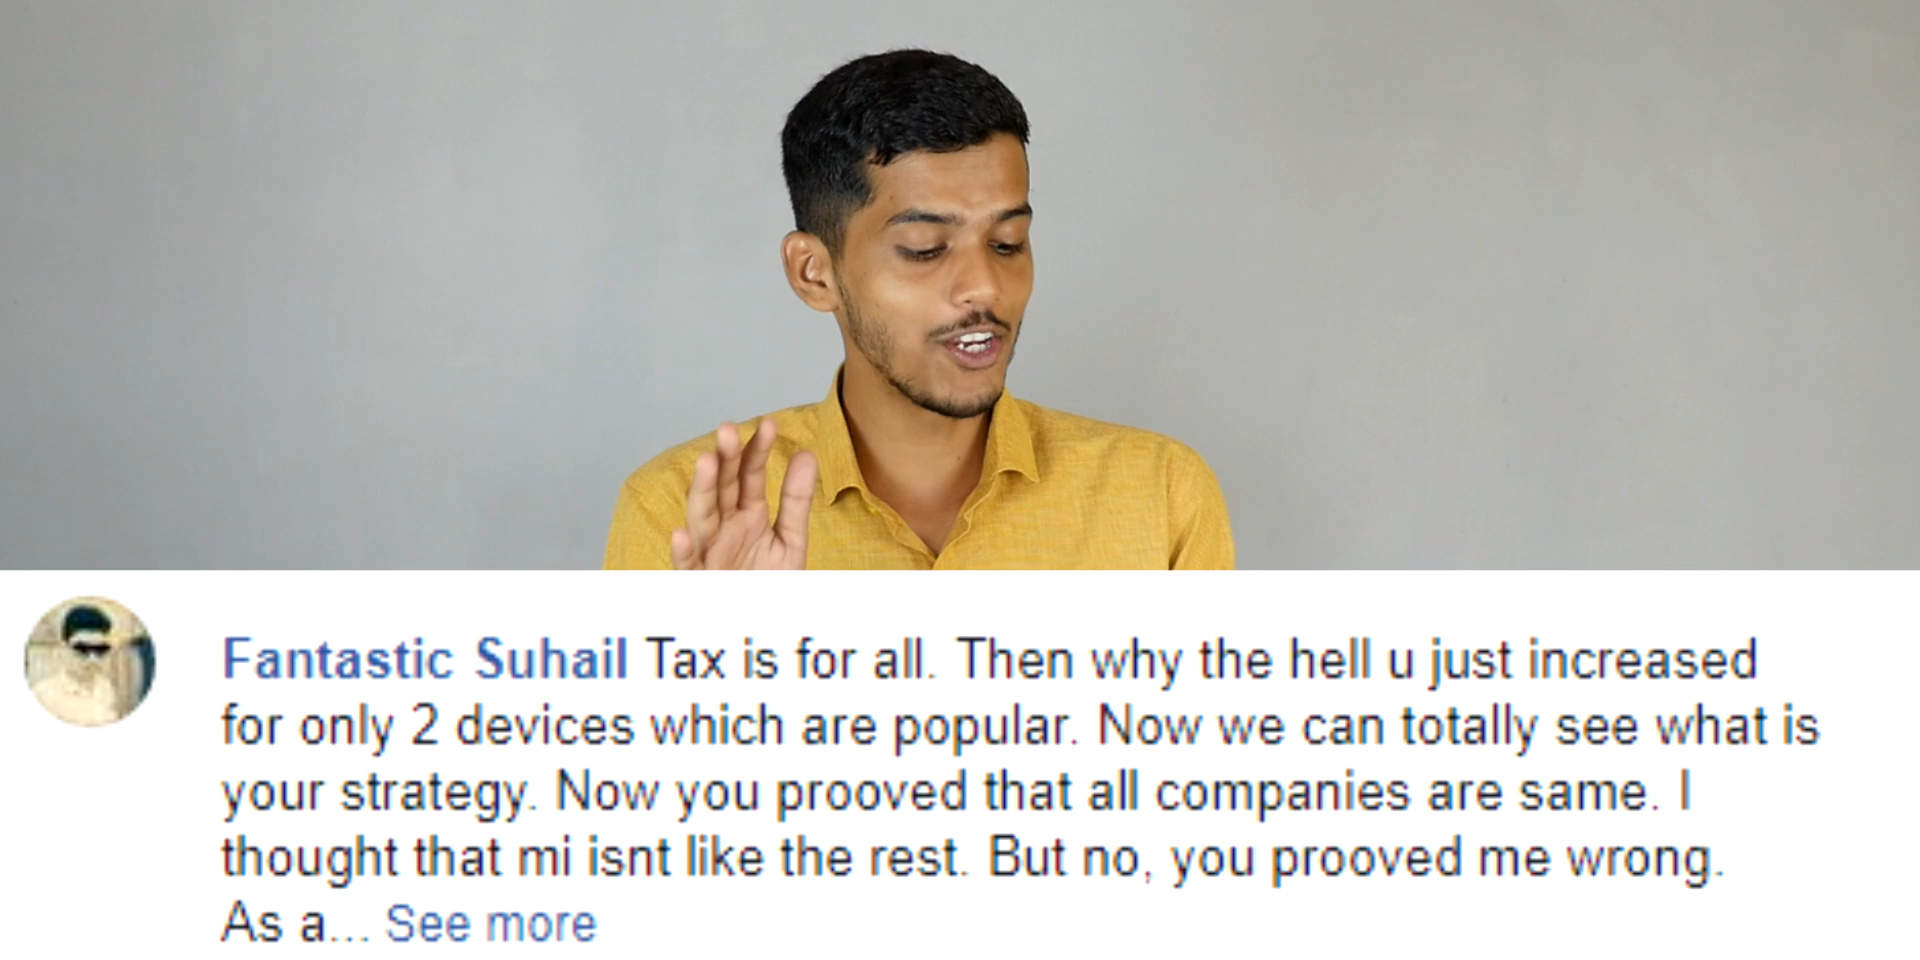 Fantastic Suhail Tax is for all. Then why the hell u just increased
for only 2 devices which are popular. Now we can totally see what is
your strategy. Now you prooved that all companies are same. I
thought that mi isnt like the rest. But no, you prooved me wrong.
As a... See more